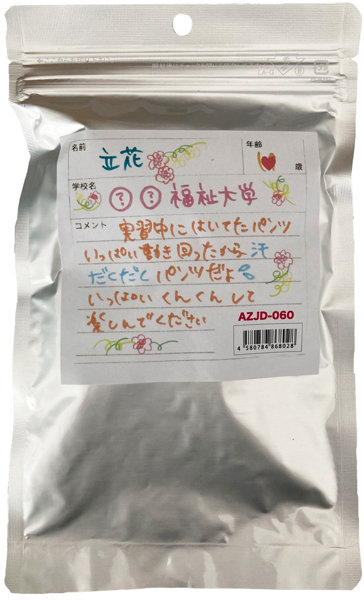 名前
立花
年齢
歳
学校名
?? 福祉大学
コメント
実習中にはいてたパンツ
いっぱい動き回ったから汗
だくだくパンツだよ
いっぱいくんくんして
楽しんでください
AZJD-060
4 580784 868028